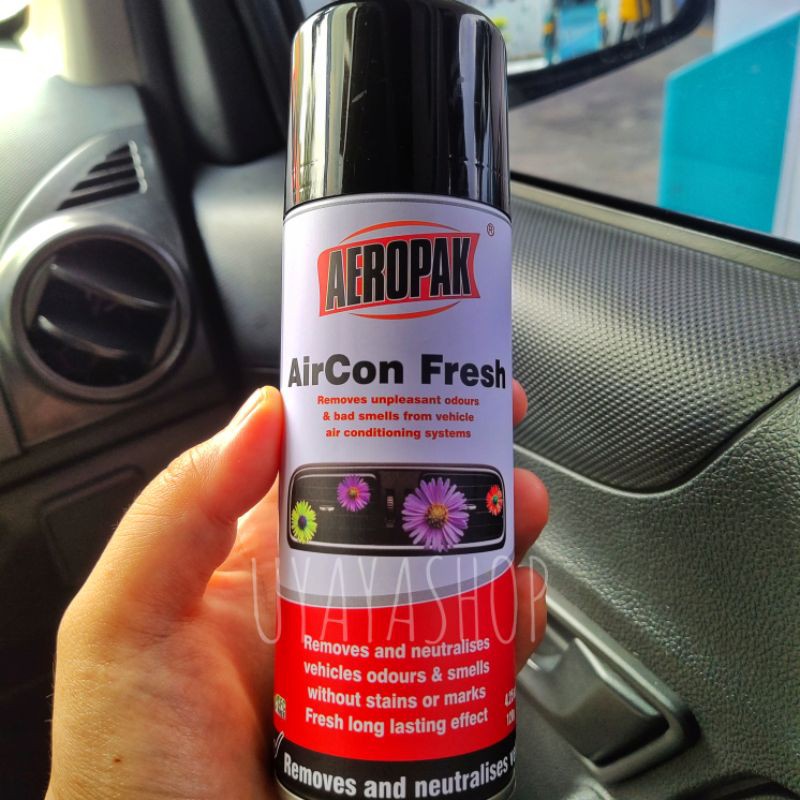 AEROPAK
®
AirCon Fresh
Removes unpleasant odours
& bad smells from vehicle
air conditioning systems
UYAYASHOP
Removes and neutralises
vehicles odours & smells
without stains or marks
Fresh long lasting effect
Removes and neutralises